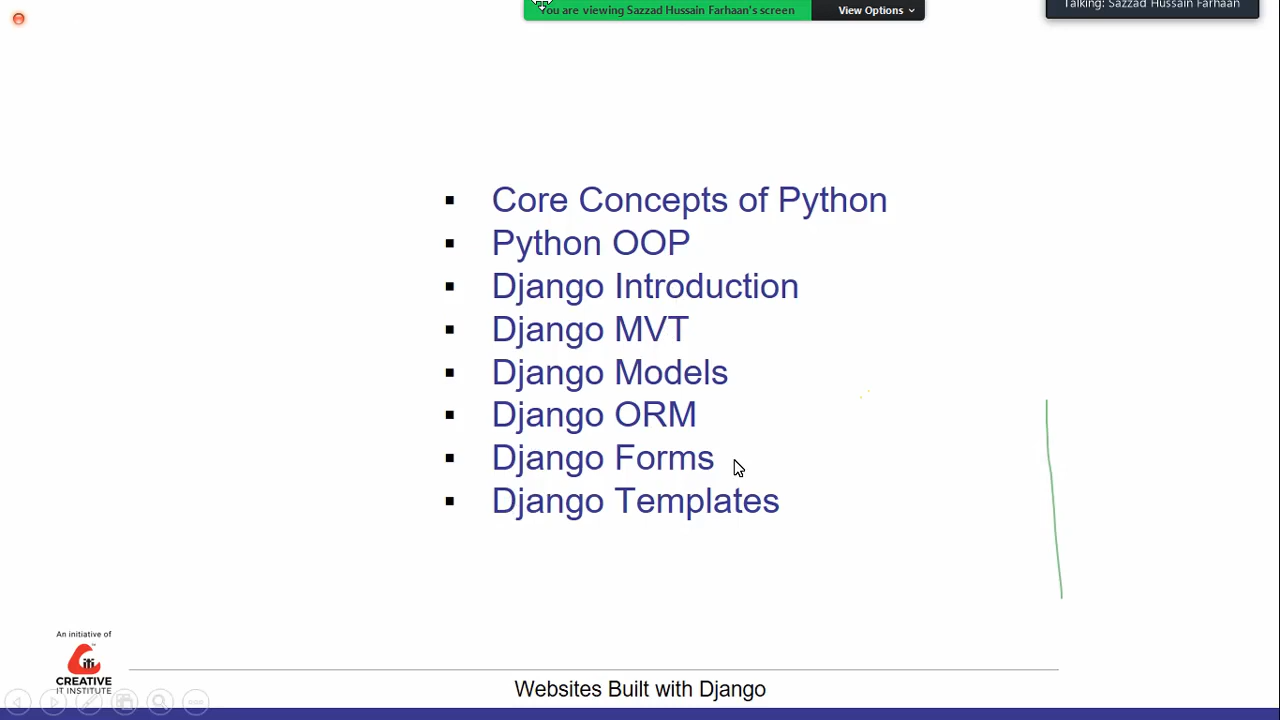 You are viewing Sazzad Hussain Farhaan's screen
View Options
Talking: Sazzad Hussain Farhaan
▪ Core Concepts of Python
▪ Python OOP
▪ Django Introduction
▪ Django MVT
▪ Django Models
▪ Django ORM
▪ Django Forms
▪ Django Templates
An initiative of
iti
CREATIVE
IT INSTITUTE
Websites Built with Django